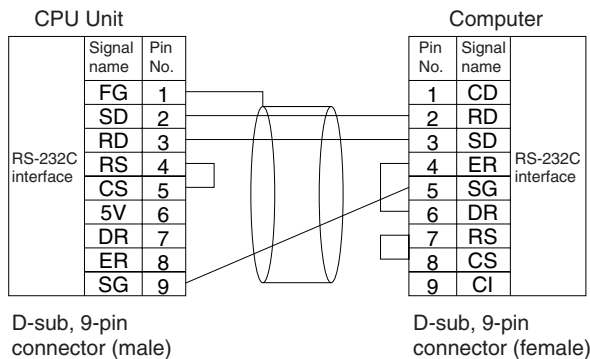 CPU Unit
Computer
Signal name Pin No.
Pin No. Signal name
FG 1
1 CD
SD 2
2 RD
RD 3
3 SD
RS 4
4 ER
CS 5
5 SG
5V 6
6 DR
DR 7
7 RS
ER 8
8 CS
SG 9
9 CI
RS-232C
interface
RS-232C
interface
D-sub, 9-pin
connector (male)
D-sub, 9-pin
connector (female)